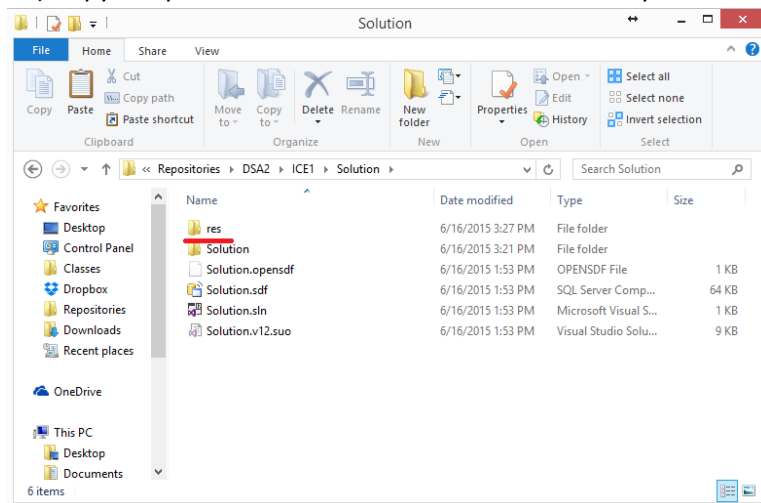 Solution
File Home Share View
Copy
Paste
Cut
Copy path
Paste shortcut
Move to
Copy to
Delete
Rename
New folder
Properties
Open
Edit
History
Select all
Select none
Invert selection
Clipboard Organize New Open Select
« Repositories DSA2 ICE1 Solution Search Solution
Name Date modified Type Size
res 6/16/2015 3:27 PM File folder
Solution 6/16/2015 3:21 PM File folder
Solution.opensdf 6/16/2015 1:53 PM OPENSDF File 1 KB
Solution.sdf 6/16/2015 1:53 PM SQL Server Comp... 64 KB
Solution.sln 6/16/2015 1:53 PM Microsoft Visual S... 1 KB
Solution.v12.suo 6/16/2015 1:53 PM Visual Studio Solu... 9 KB
Favorites
Desktop
Control Panel
Classes
Dropbox
Repositories
Downloads
Recent places
OneDrive
This PC
Desktop
Documents
6 items